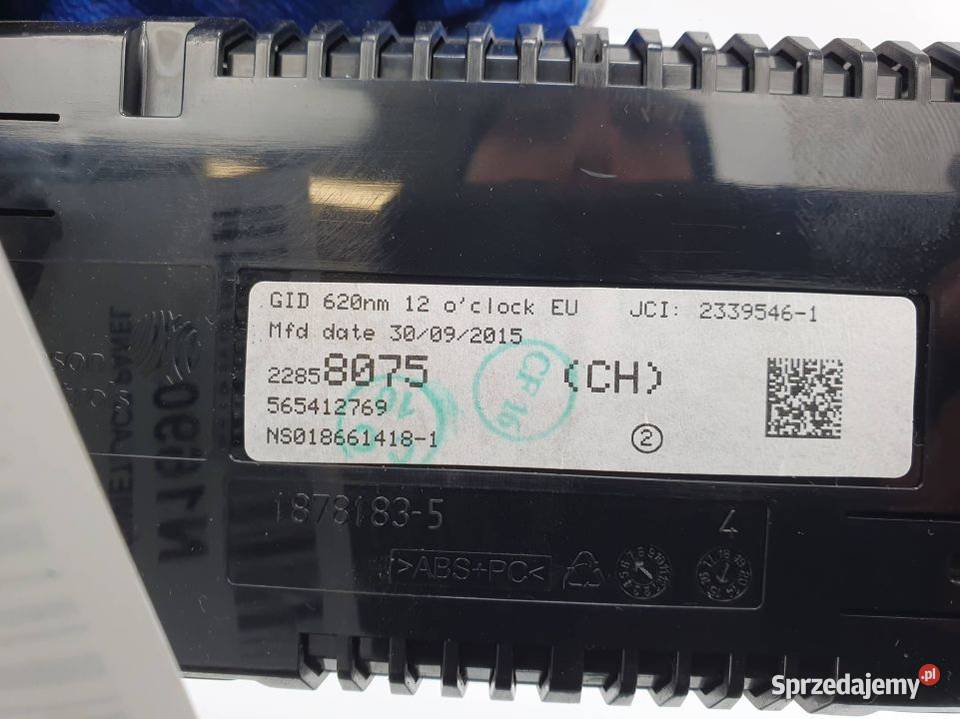 GID 620nm 12 o'clock EU JCI: 2339546-1
Mfd date 30/09/2015
22858075 (CH)
565412769
NS018661418-1 2
CF 16
1878183-5 4
>ABS+PC<
N1690
Sprzedajemy.pl